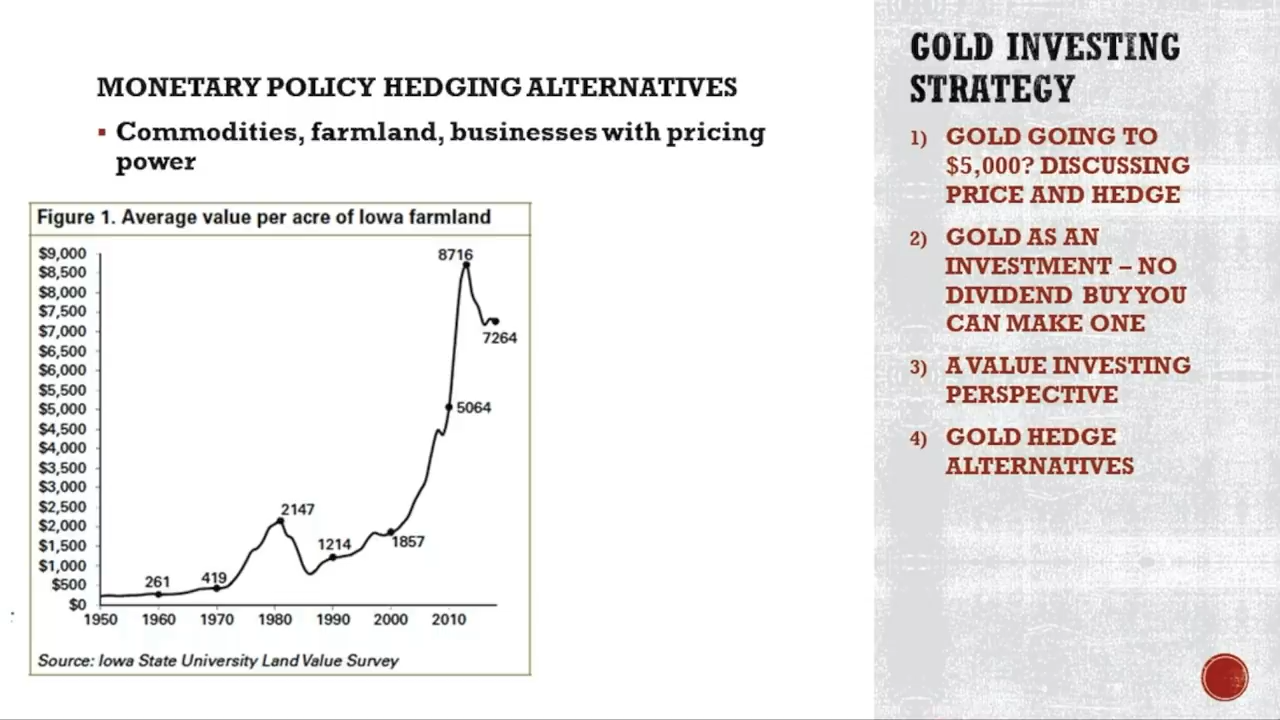 MONETARY POLICY HEDGING ALTERNATIVES
▪ Commodities, farmland, businesses with pricing
power
Figure 1. Average value per acre of Iowa farmland
$9,000
$8,500
$8,000
$7,500
$7,000
$6,500
$6,000
$5,500
$5,000
$4,500
$4,000
$3,500
$3,000
$2,500
$2,000
$1,500
$1,000
$500
$0
8716
7264
5064
2147
1214
1857
261
419
1950 1960 1970 1980 1990 2000 2010
Source: Iowa State University Land Value Survey
GOLD INVESTING
STRATEGY
1) GOLD GOING TO
$5,000? DISCUSSING
PRICE AND HEDGE
2) GOLD AS AN
INVESTMENT – NO
DIVIDEND BUY YOU
CAN MAKE ONE
3) A VALUE INVESTING
PERSPECTIVE
4) GOLD HEDGE
ALTERNATIVES